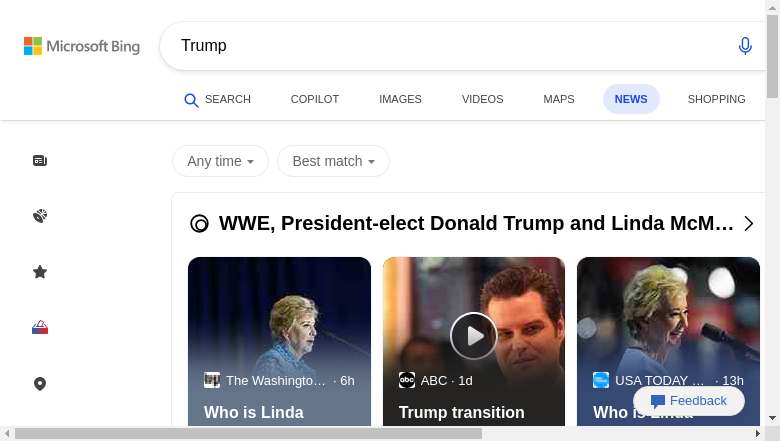 Microsoft Bing
Trump
SEARCH
COPILOT
IMAGES
VIDEOS
MAPS
NEWS
SHOPPING
Any time
Best match
WWE, President-elect Donald Trump and Linda McM...
The Washingto... · 6h
Who is Linda
abc
ABC · 1d
Trump transition
USA TODAY ... · 13h
Who is Linda
Feedback